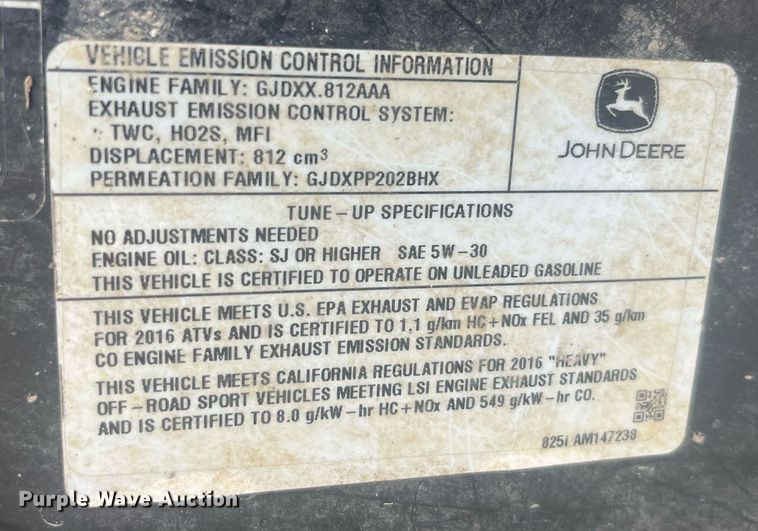 VEHICLE EMISSION CONTROL INFORMATION
ENGINE FAMILY: GJDXX.812AAA
EXHAUST EMISSION CONTROL SYSTEM:
TWC, HO2S, MFI
DISPLACEMENT: 812 cm³
PERMEATION FAMILY: GJDXPP202BHX
JOHN DEERE
TUNE-UP SPECIFICATIONS
NO ADJUSTMENTS NEEDED
ENGINE OIL: CLASS: SJ OR HIGHER SAE 5W-30
THIS VEHICLE IS CERTIFIED TO OPERATE ON UNLEADED GASOLINE
THIS VEHICLE MEETS U.S. EPA EXHAUST AND EVAP REGULATIONS
FOR 2016 ATVs AND IS CERTIFIED TO 1,1 g/km HC+NOx FEL AND 35 g/km
CO ENGINE FAMILY EXHAUST EMISSION STANDARDS.
THIS VEHICLE MEETS CALIFORNIA REGULATIONS FOR 2016 "HEAVY"
OFF-ROAD SPORT VEHICLES MEETING LSI ENGINE EXHAUST STANDARDS
AND IS CERTIFIED TO 8.0 g/kW-hr HC+NOx AND 549 g/kW-hr CO.
825i AM147239
Purple Wave Auction